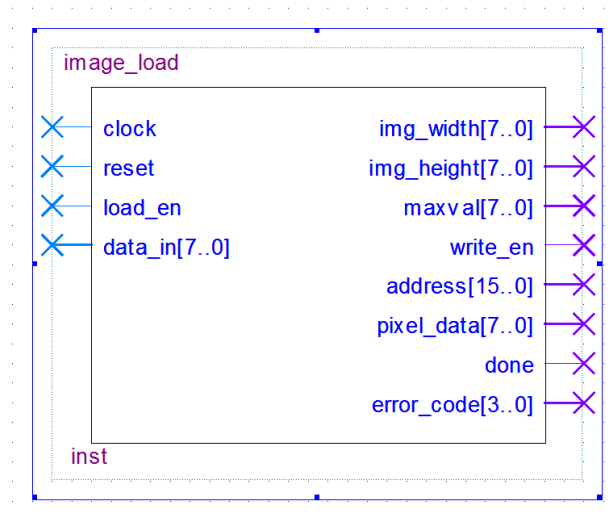 image_load
clock img_width[7..0]
reset img_height[7..0]
load_en maxval[7..0]
data_in[7..0] write_en
address[15..0]
pixel_data[7..0]
done
error_code[3..0]
inst